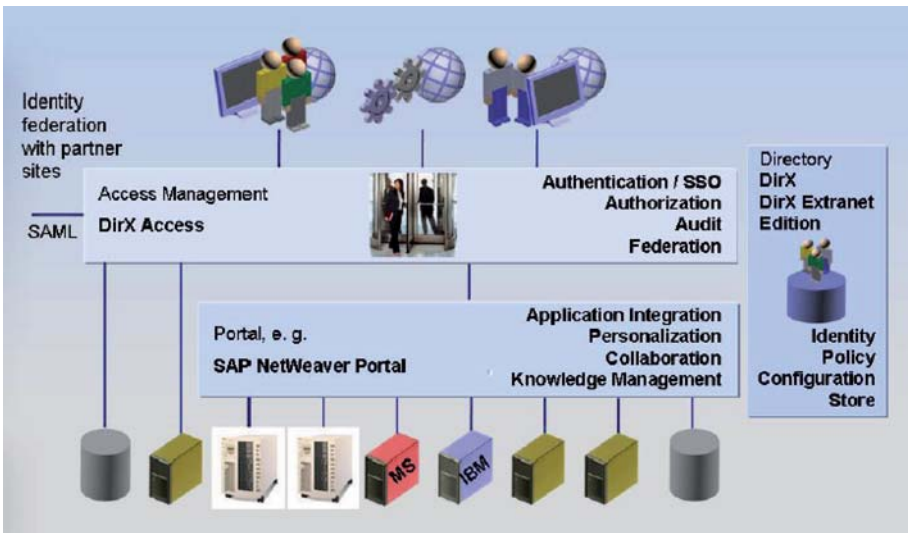 Identity
federation
with partner
sites
SAML
Access Management
DirX Access
Authentication / SSO
Authorization
Audit
Federation
Directory
DirX
DirX Extranet
Edition
Identity
Policy
Configuration
Store
Portal, e. g.
SAP NetWeaver Portal
Application Integration
Personalization
Collaboration
Knowledge Management
MS
IBM